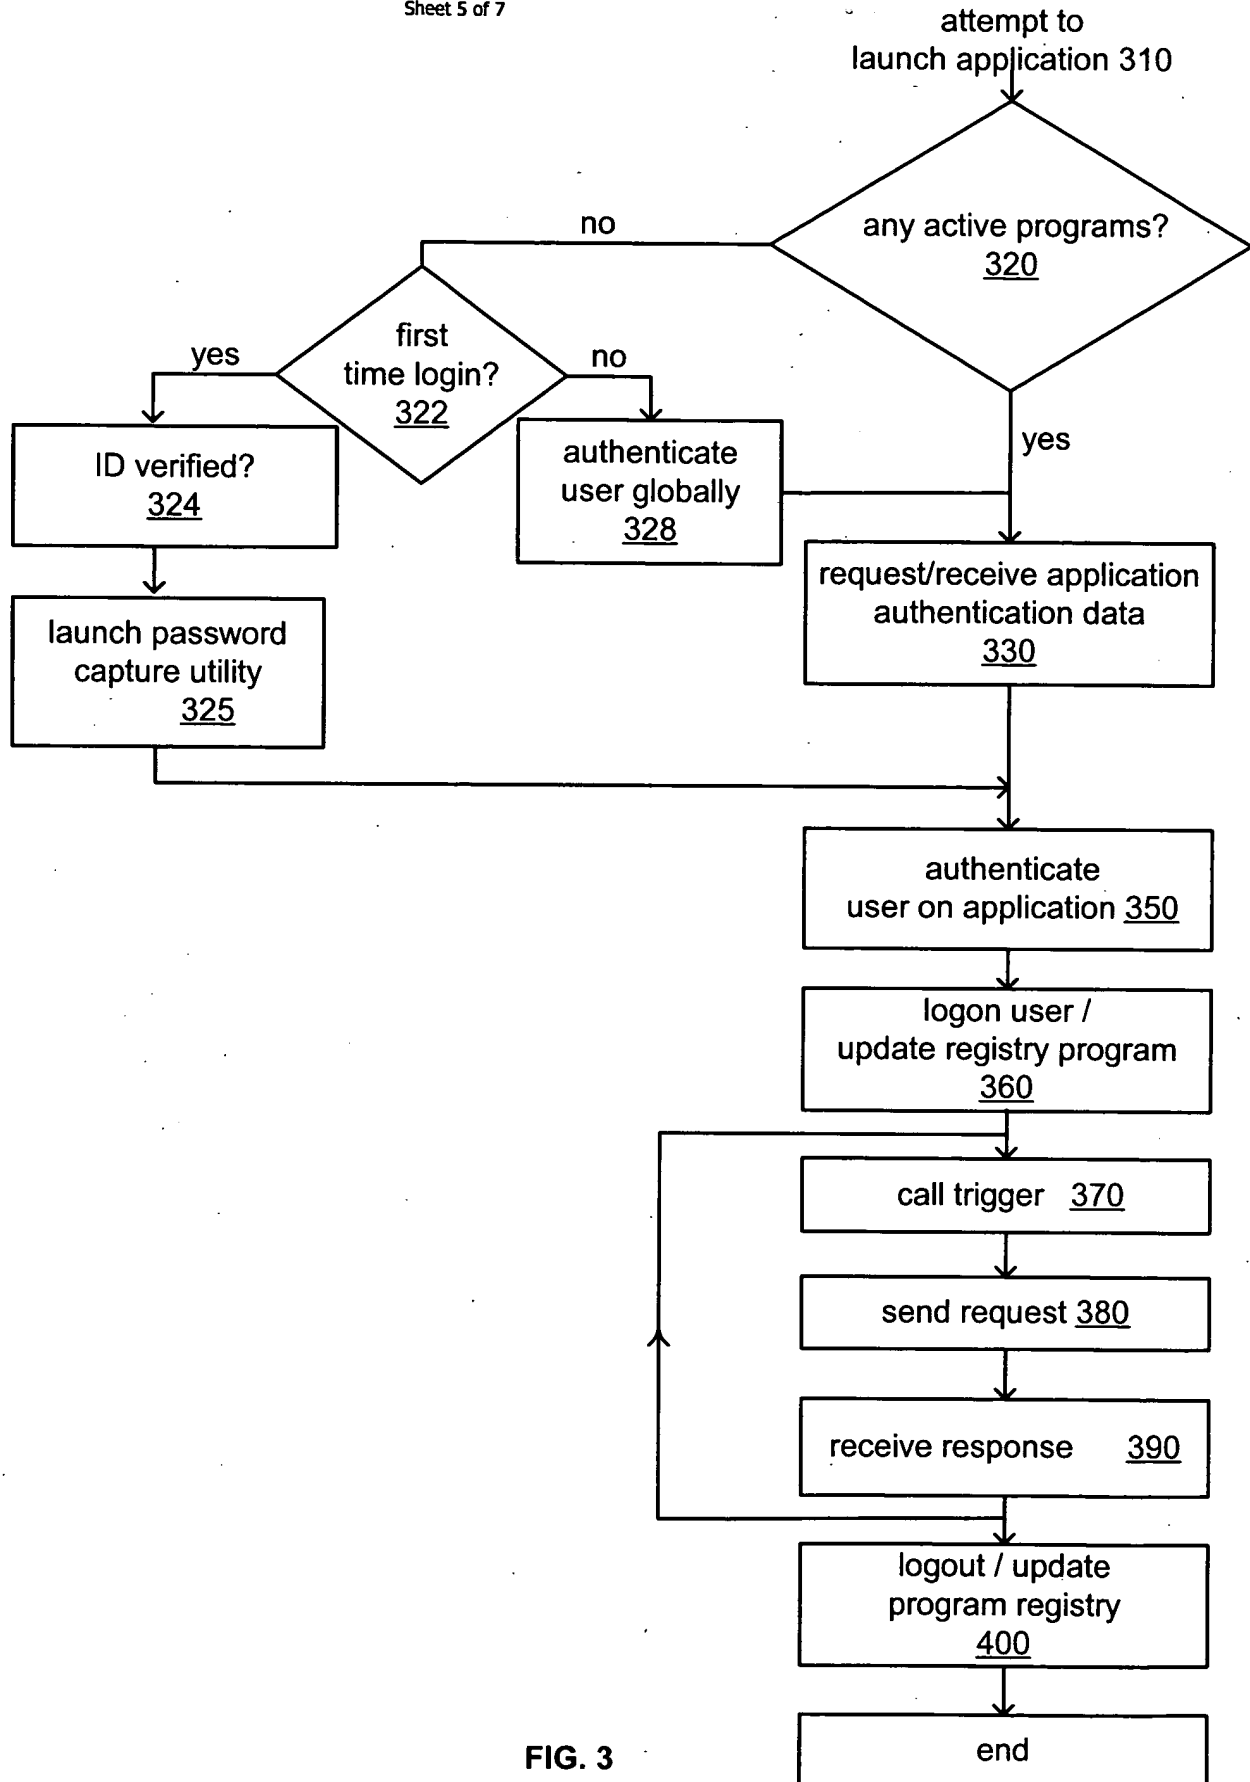 Sheet 5 of 7
attempt to
launch application 310
any active programs?
320
no
first
time login?
322
yes
no
ID verified?
324
authenticate
user globally
328
yes
launch password
capture utility
325
request/receive application
authentication data
330
authenticate
user on application 350
logon user /
update registry program
360
call trigger 370
send request 380
receive response 390
logout / update
program registry
400
end
FIG. 3